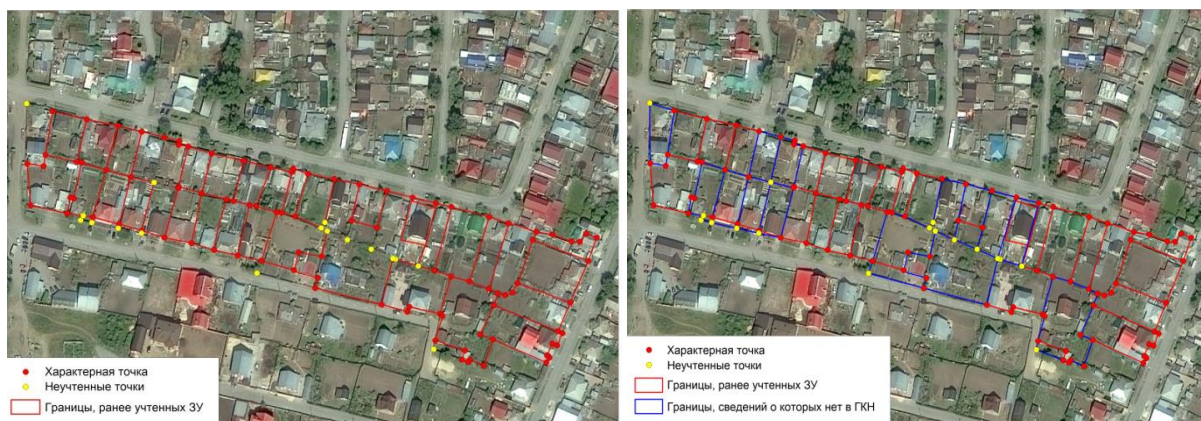 Характерная точка
Неучтенные точки
Границы, ранее учтенных ЗУ
Характерная точка
Неучтенные точки
Границы, ранее учтенных ЗУ
Границы, сведений о которых нет в ГКН